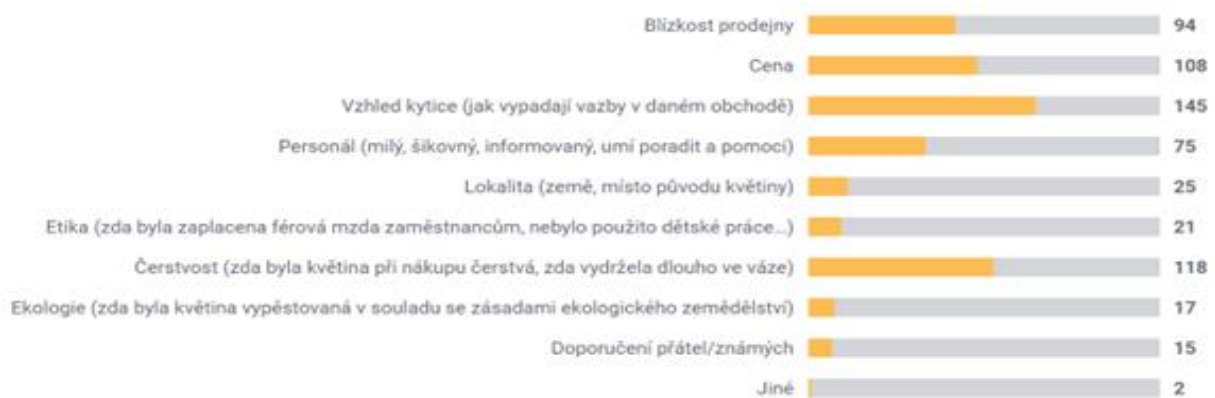 Blízkost prodejny 94
Cena 108
Vzhled kytice (jak vypadají vazby v daném obchodě) 145
Personál (milý, šikovný, informovaný, umí poradit a pomoci) 75
Lokalita (země, místo původu květiny) 25
Etika (zda byla zaplacena férová mzda zaměstnancům, nebylo použito dětské práce...) 21
Čerstvost (zda byla květina při nákupu čerstvá, zda vydržela dlouho ve váze) 118
Ekologie (zda byla květina vypěstovaná v souladu se zásadami ekologického zemědělství) 17
Doporučení přátel/známých 15
Jiné 2